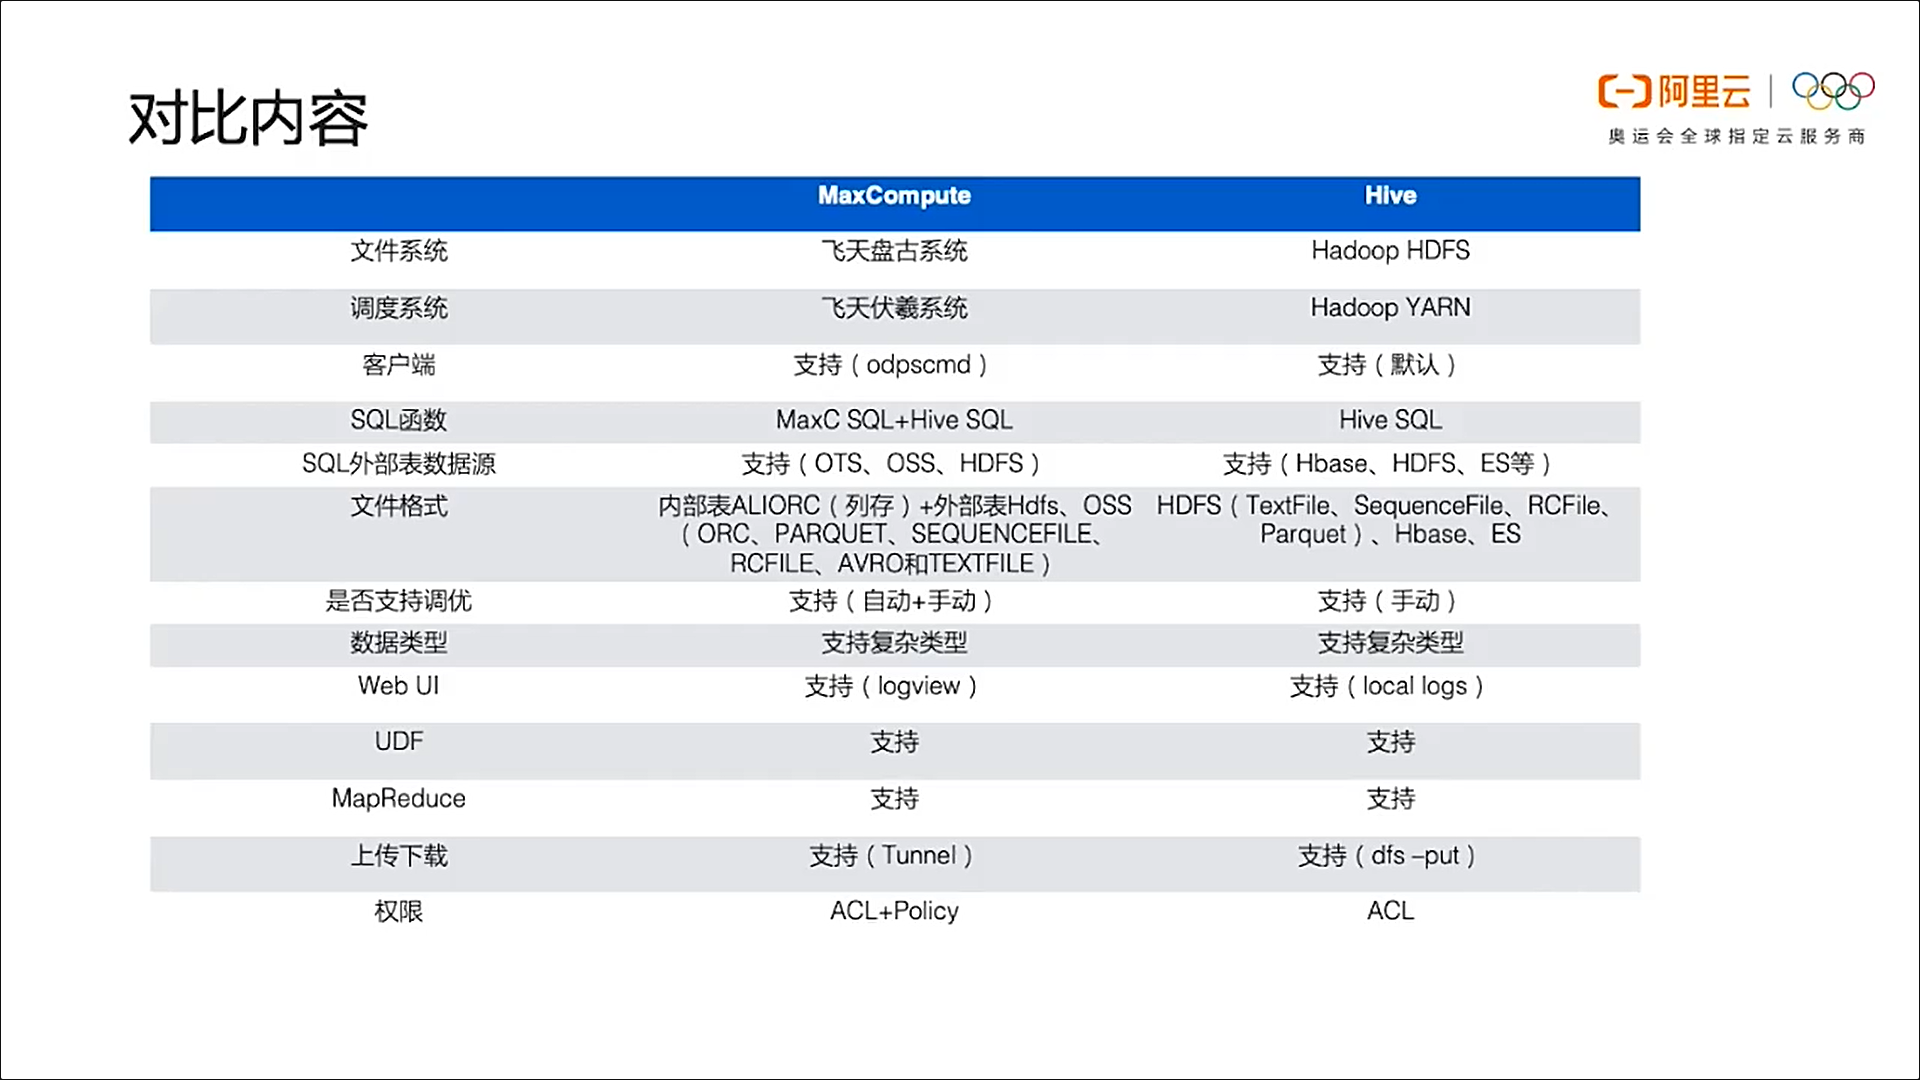 对比内容
阿里云
奥运会全球指定云服务商
MaxCompute Hive
文件系统 飞天盘古系统 Hadoop HDFS
调度系统 飞天伏羲系统 Hadoop YARN
客户端 支持（odpscmd） 支持（默认）
SQL函数 MaxC SQL+Hive SQL Hive SQL
SQL外部表数据源 支持（OTS、OSS、HDFS） 支持（Hbase、HDFS、ES等）
文件格式 内部表ALIORC（列存）+外部表Hdfs、OSS HDFS（TextFile、SequenceFile、RCFile、
（ORC、PARQUET、SEQUENCEFILE、 Parquet）、Hbase、ES
RCFILE、AVRO和TEXTFILE）
是否支持调优 支持（自动+手动） 支持（手动）
数据类型 支持复杂类型 支持复杂类型
Web UI 支持（logview） 支持（local logs）
UDF 支持 支持
MapReduce 支持 支持
上传下载 支持（Tunnel） 支持（dfs –put）
权限 ACL+Policy ACL